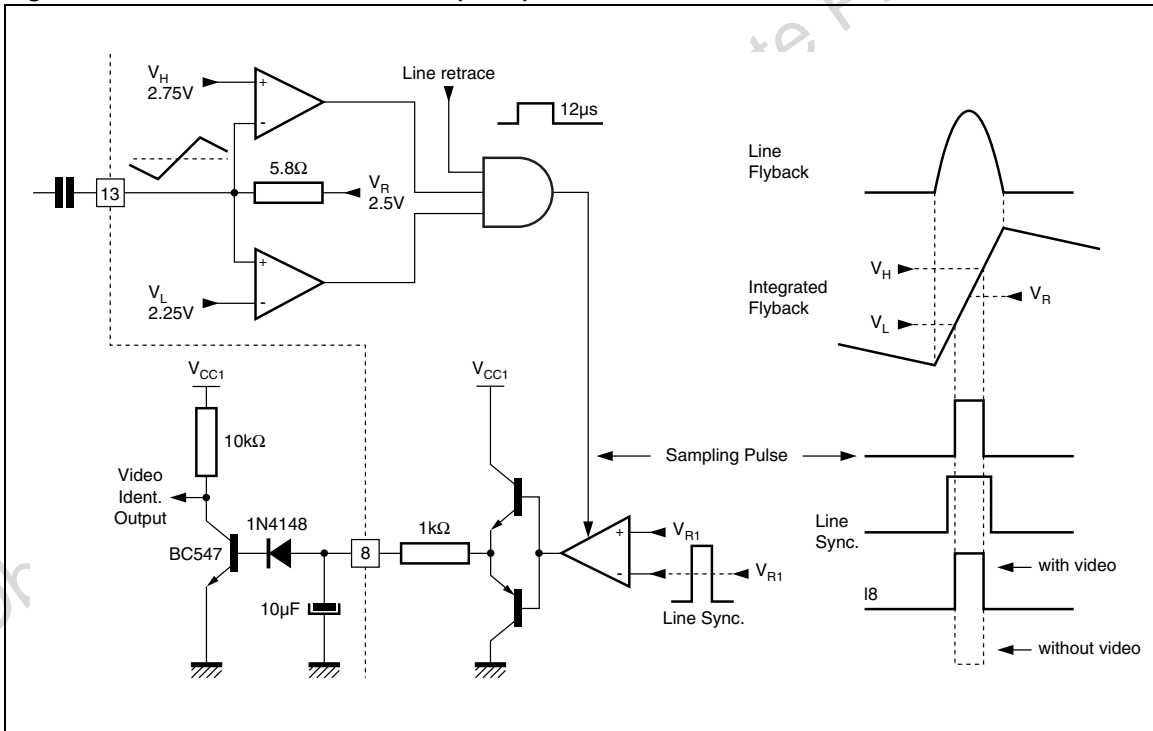 V_H
2.75V
+
-
Line retrace
12µs
5.8Ω
13
V_R
2.5V
+
-
V_L
2.25V
Line
Flyback
V_H
Integrated
Flyback
V_R
V_L
V_CC1
V_CC1
10kΩ
Video
Ident.
Output
1N4148
BC547
8
1kΩ
10µF
Sampling Pulse
+
V_R1
-
V_R1
Line Sync.
Line
Sync.
with video
I8
without video